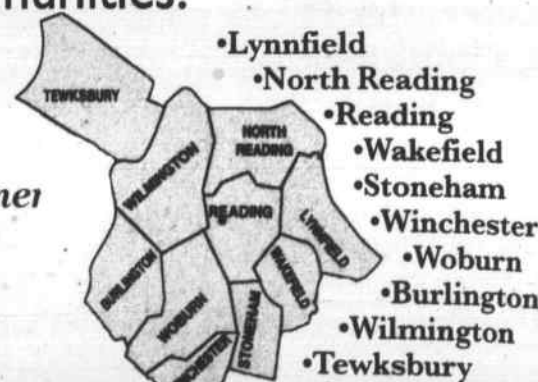 •Lynnfield
•North Reading
•Reading
•Wakefield
•Stoneham
•Winchester
•Woburn
•Burlington
•Wilmington
•Tewksbury
TEWKSBURY
WILMINGTON
NORTH
READING
READING
LYNNFIELD
WAKEFIELD
BURLINGTON
WOBURN
STONEHAM